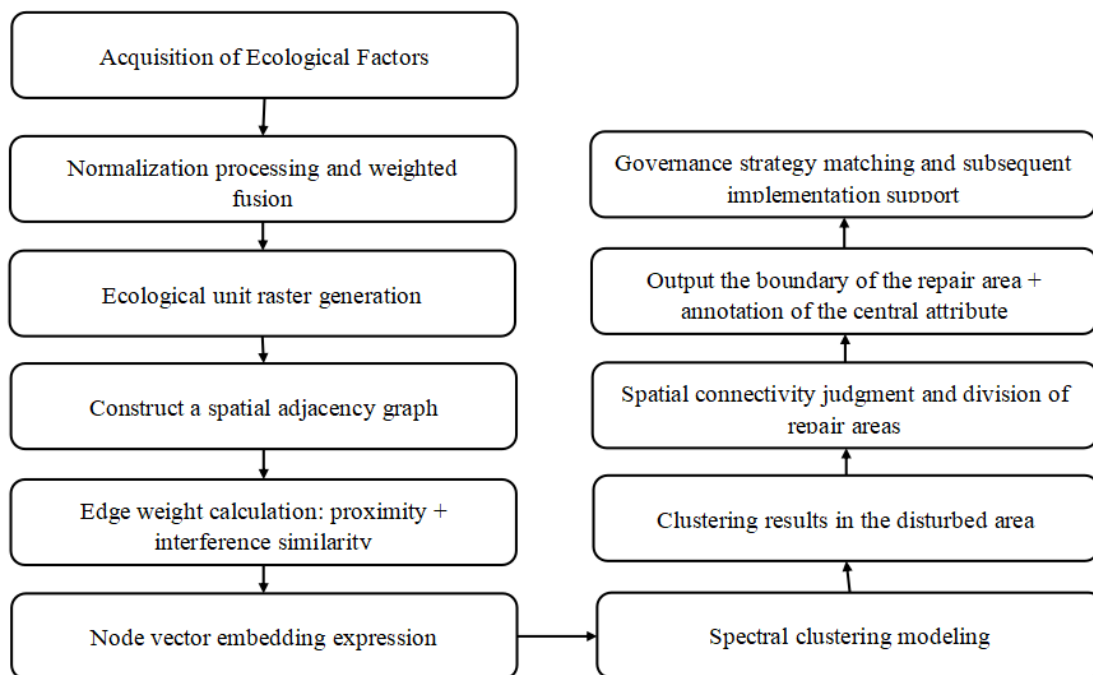 Acquisition of Ecological Factors
Normalization processing and weighted
fusion
Ecological unit raster generation
Construct a spatial adjacency graph
Edge weight calculation: proximity +
interference similarity
Node vector embedding expression
Spectral clustering modeling
Clustering results in the disturbed area
Spatial connectivity judgment and division of
repair areas
Output the boundary of the repair area +
annotation of the central attribute
Governance strategy matching and subsequent
implementation support